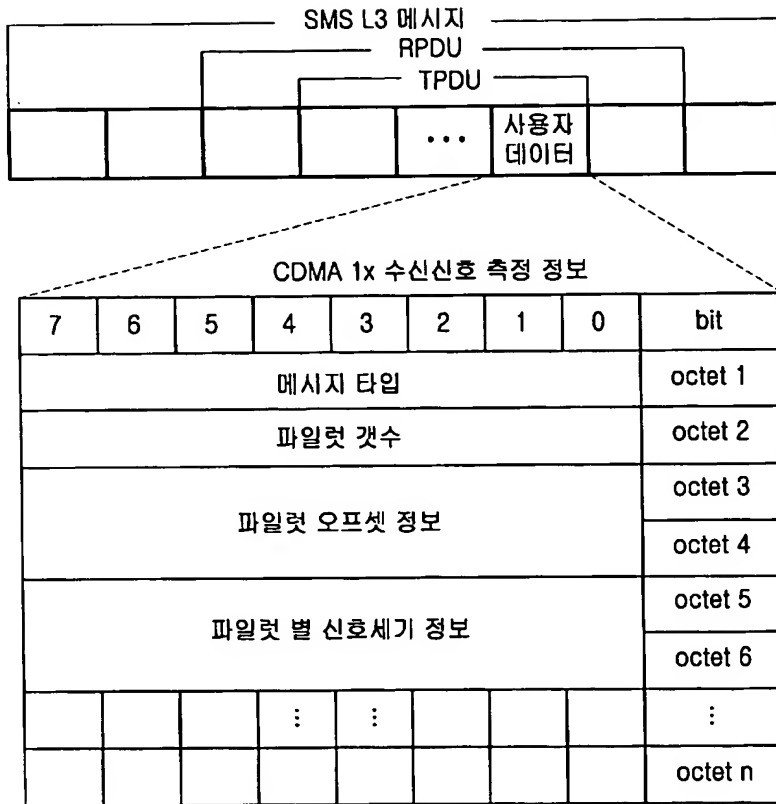 SMS L3 메시지
RPDU
TPDU
...
사용자
데이터
CDMA 1x 수신신호 측정 정보
7 6 5 4 3 2 1 0 bit
메시지 타입 octet 1
파일럿 갯수 octet 2
파일럿 오프셋 정보 octet 3
octet 4
파일럿 별 신호세기 정보 octet 5
octet 6
⋮ ⋮ ⋮
octet n